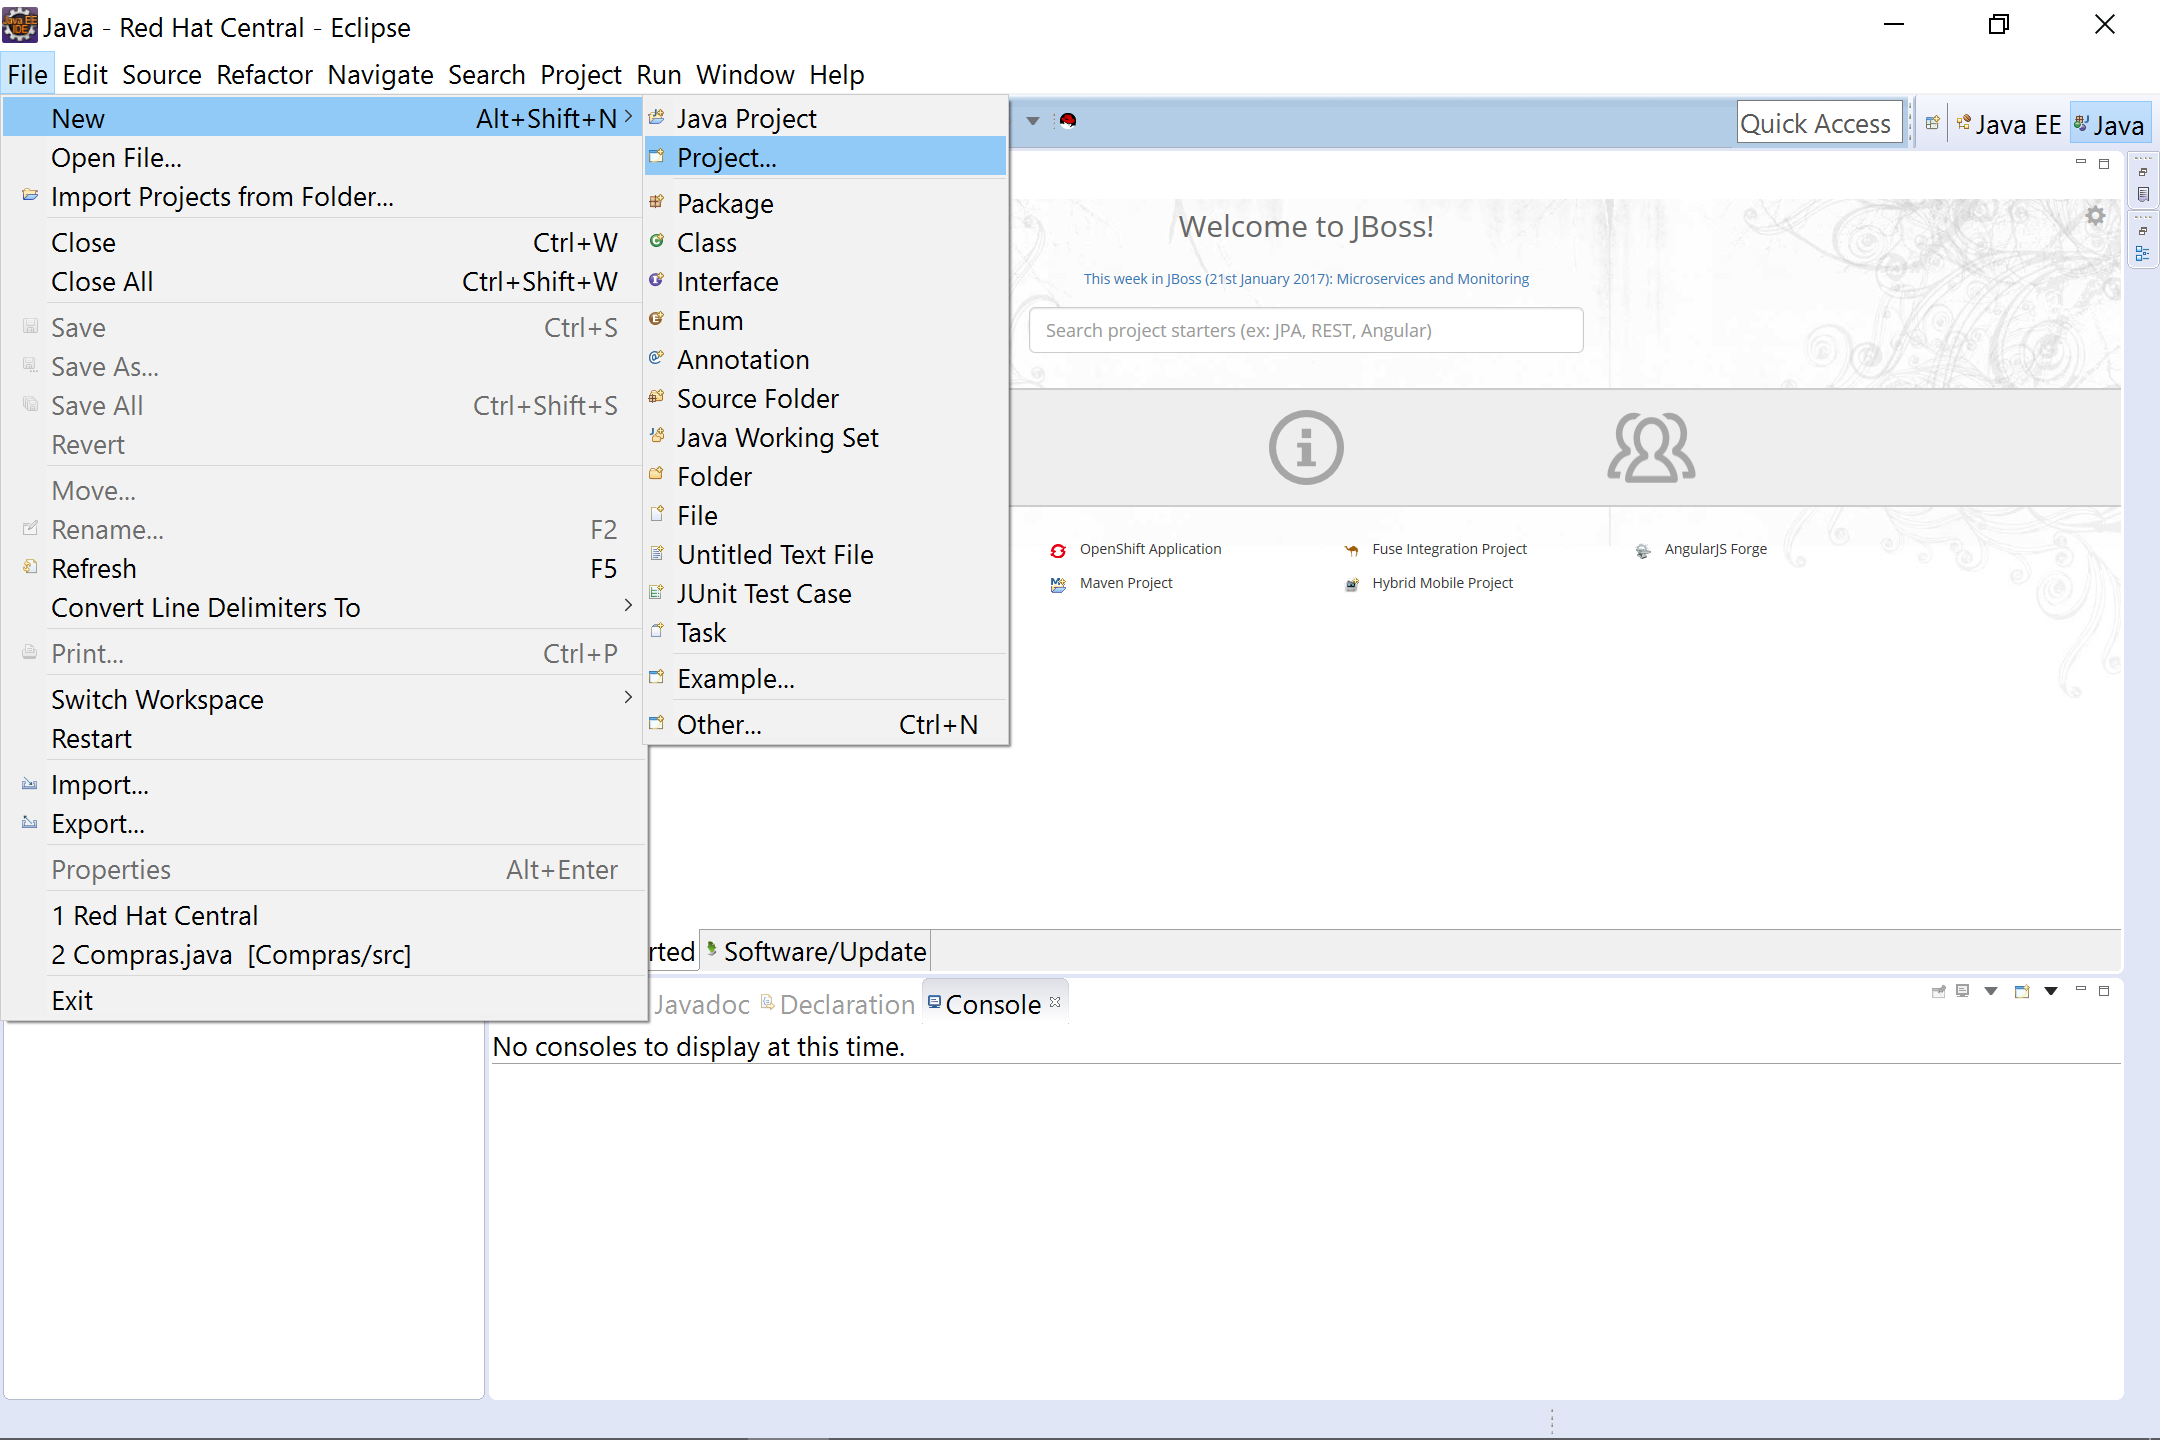 Java - Red Hat Central - Eclipse
File Edit Source Refactor Navigate Search Project Run Window Help
New Alt+Shift+N
Open File...
Import Projects from Folder...
Close Ctrl+W
Close All Ctrl+Shift+W
Save Ctrl+S
Save As...
Save All Ctrl+Shift+S
Revert
Move...
Rename... F2
Refresh F5
Convert Line Delimiters To
Print... Ctrl+P
Switch Workspace
Restart
Import...
Export...
Properties Alt+Enter
1 Red Hat Central
2 Compras.java [Compras/src]
Exit
Java Project
Project...
Package
Class
Interface
Enum
Annotation
Source Folder
Java Working Set
Folder
File
Untitled Text File
JUnit Test Case
Task
Example...
Other... Ctrl+N
Quick Access
Java EE
Java
Welcome to JBoss!
This week in JBoss (21st January 2017): Microservices and Monitoring
Search project starters (ex: JPA, REST, Angular)
OpenShift Application
Fuse Integration Project
AngularJS Forge
Maven Project
Hybrid Mobile Project
rted
Software/Update
Javadoc Declaration Console
No consoles to display at this time.